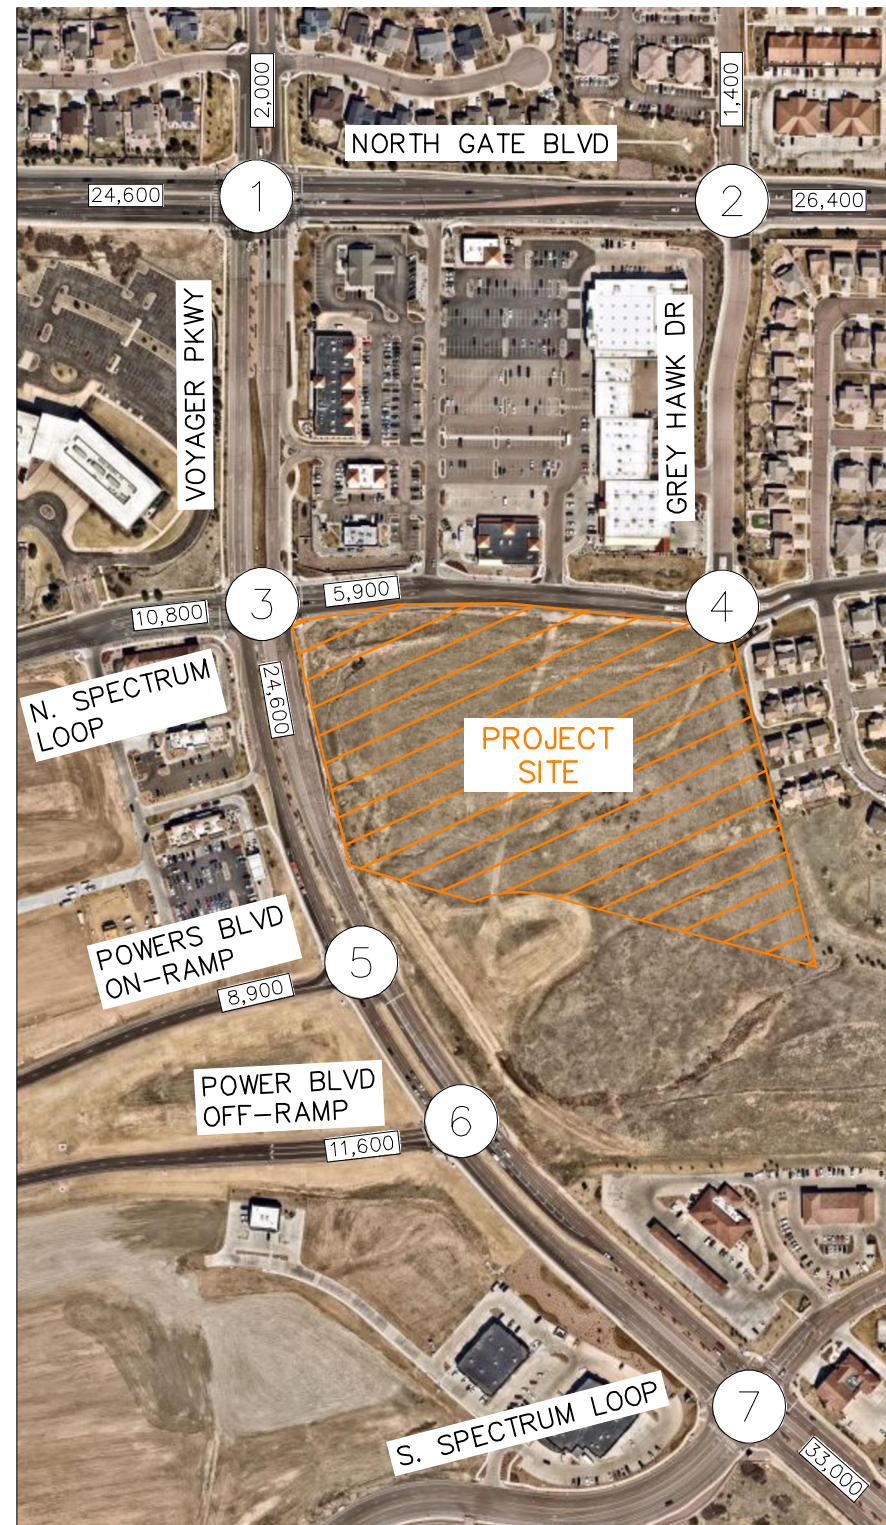 2,000
1,400
NORTH GATE BLVD
24,600
1
2
26,400
VOYAGER PKWY
GREY HAWK DR
10,800
3
5,900
4
N. SPECTRUM
LOOP
24,600
PROJECT
SITE
POWERS BLVD
ON-RAMP
5
8,900
POWER BLVD
OFF-RAMP
6
11,600
S. SPECTRUM LOOP
7
33,000